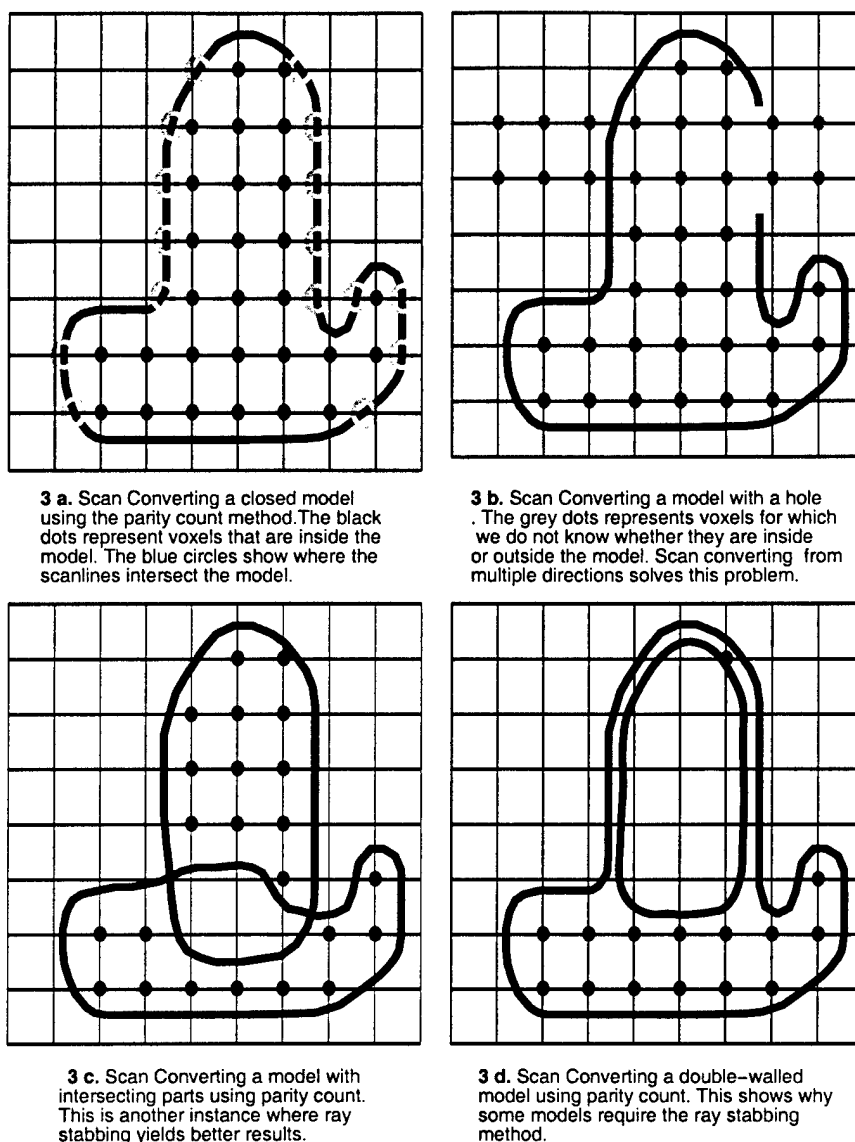 3 a. Scan Converting a closed model
using the parity count method.The black
dots represent voxels that are inside the
model. The blue circles show where the
scanlines intersect the model.
3 b. Scan Converting a model with a hole
. The grey dots represents voxels for which
we do not know whether they are inside
or outside the model. Scan converting from
multiple directions solves this problem.
3 c. Scan Converting a model with
intersecting parts using parity count.
This is another instance where ray
stabbing yields better results.
3 d. Scan Converting a double-walled
model using parity count. This shows why
some models require the ray stabbing
method.